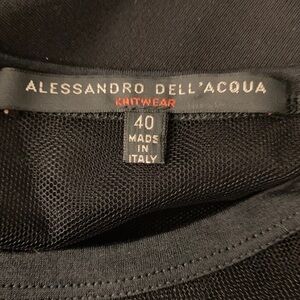 ALESSANDRO DELL'ACQUA
KNITWEAR
40
MADE
IN
ITALY